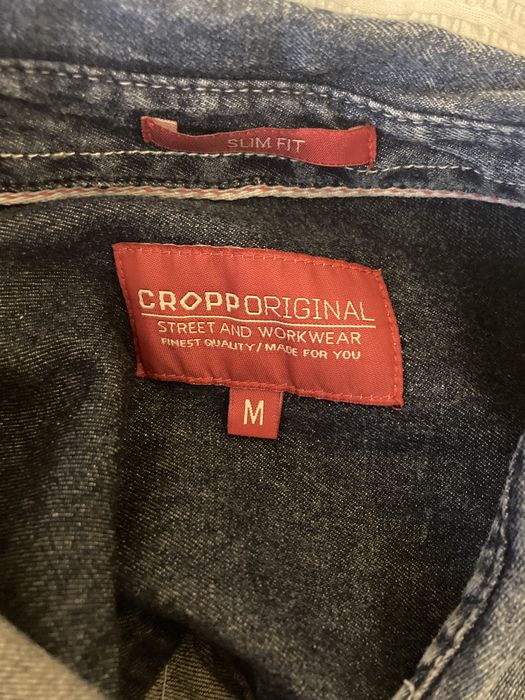 SLIM FIT
CROPPORIGINAL
STREET AND WORKWEAR
FINEST QUALITY/MADE FOR YOU
M